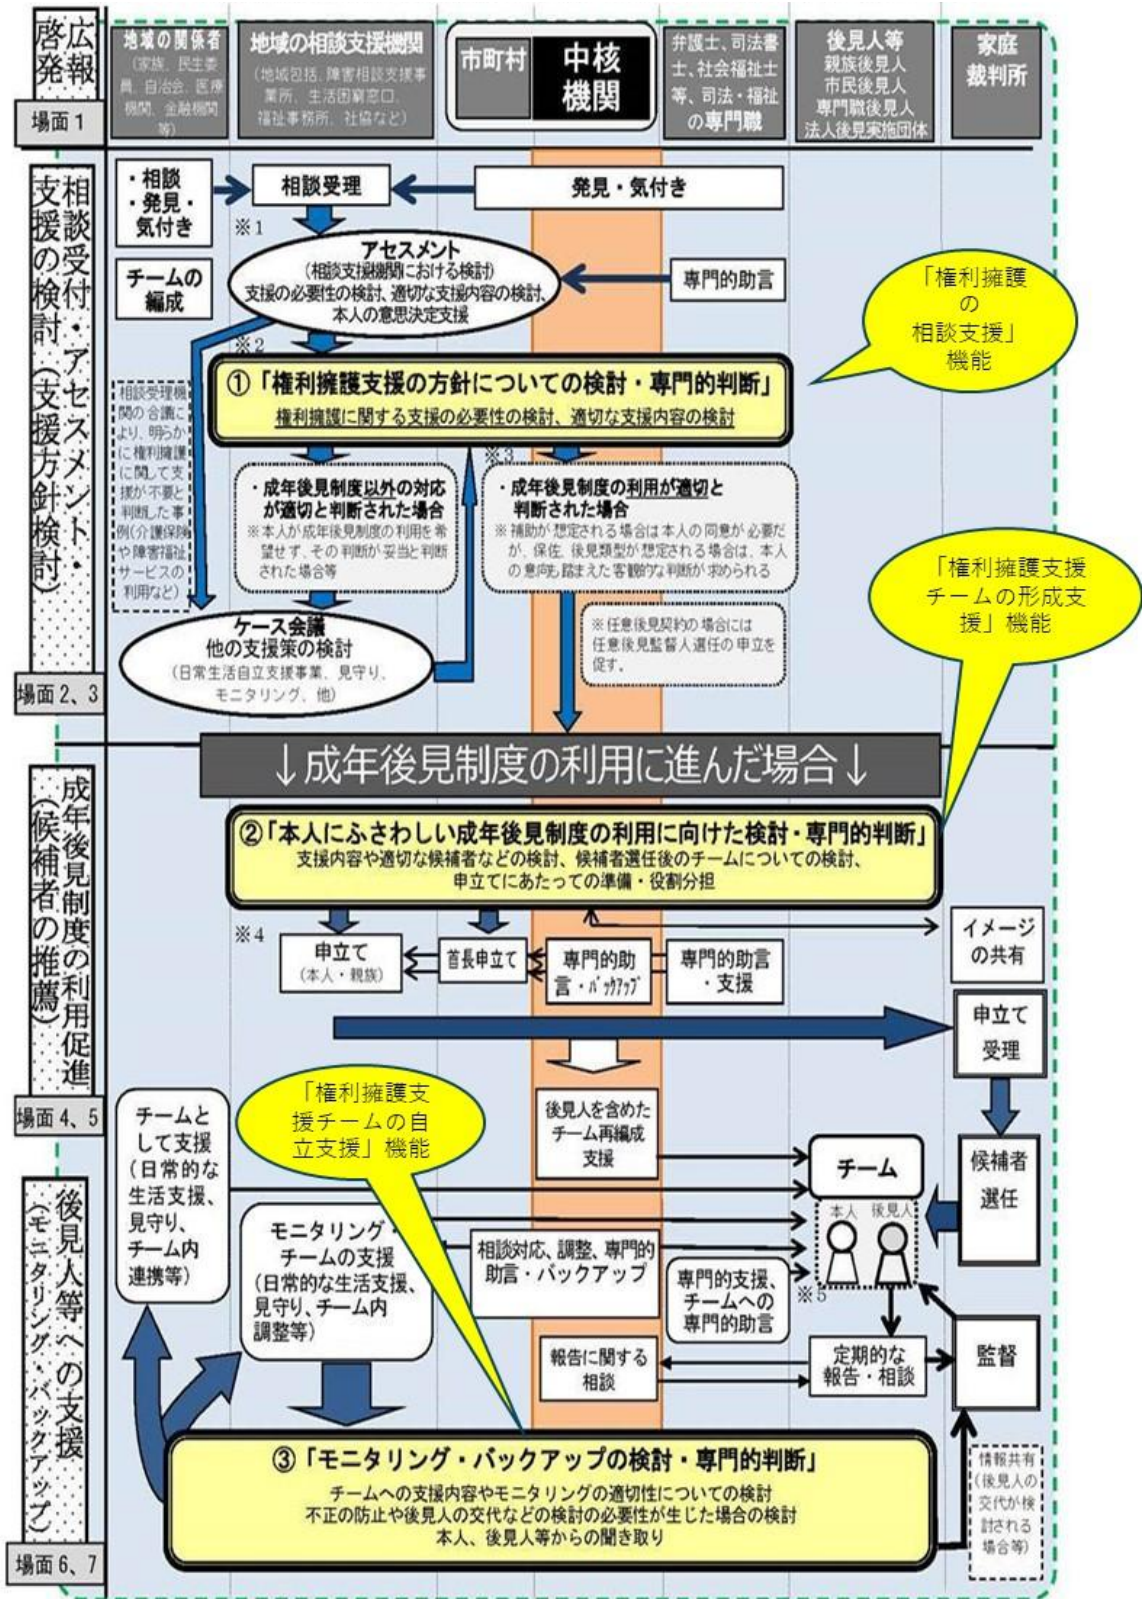 広報
啓発
場面 1
地域の関係者
(家族、民生委
員、自治会、医療
機関、金融機関
等)
地域の相談支援機関
(地域包括、障害相談支援事
業所、生活困窮窓口、
福祉事務所、社協など)
市町村
中核
機関
弁護士、司法書
士、社会福祉士
等、司法・福祉
の専門職
後見人等
親族後見人
市民後見人
専門職後見人
法人後見実施団体
家庭
裁判所
相談受付・アセスメント・
支援の検討(支援方針検討)
場面 2、3
・相談
・発見・
気付き
相談受理
発見・気付き
※1
チームの
編成
アセスメント
(相談支援機関における検討)
支援の必要性の検討、適切な支援内容の検討、
本人の意思決定支援
専門的助言
「権利擁護
の
相談支援」
機能
※2
①「権利擁護支援の方針についての検討・専門的判断」
権利擁護に関する支援の必要性の検討、適切な支援内容の検討
相談受理機
関の合議に
より、明らか
に権利擁護
に関して支
援が不要と
判断した事
例(介護保険
や障害福祉
サービスの
利用など)
※3
・成年後見制度以外の対応
が適切と判断された場合
※本人が成年後見制度の利用を希
望せず、その判断が妥当と判断
された場合等
・成年後見制度の利用が適切と
判断された場合
※補助が想定される場合は本人の同意が必要だ
が、保佐、後見類型が想定される場合は、本人
の意向も踏まえた客観的な判断が求められる
「権利擁護支援
チームの形成支
援」機能
ケース会議
他の支援策の検討
(日常生活自立支援事業、見守り、
モニタリング、他)
※任意後見契約の場合には
任意後見監督人選任の申立を
促す。
↓成年後見制度の利用に進んだ場合↓
成年後見制度の利用促進
(候補者の推薦)
場面 4、5
②「本人にふさわしい成年後見制度の利用に向けた検討・専門的判断」
支援内容や適切な候補者などの検討、候補者選任後のチームについての検討、
申立てにあたっての準備・役割分担
※4
申立て
(本人・親族)
首長申立て
専門的助
言・ﾊﾞｯｸｱｯﾌﾟ
専門的助言
・支援
イメージ
の共有
申立て
受理
「権利擁護支
援チームの自
立支援」機能
後見人を含めた
チーム再編成
支援
候補者
選任
後見人等への支援
(モニタリング・バックアップ)
場面 6、7
チームと
して支援
(日常的な
生活支援、
見守り、
チーム内
連携等)
モニタリング・
チームの支援
(日常的な生活支援、
見守り、チーム内
調整等)
相談対応、調整、専門的
助言・バックアップ
専門的支援、
チームへの
専門的助言
チーム
本人
後見人
※5
報告に関する
相談
定期的な
報告・相談
監督
③「モニタリング・バックアップの検討・専門的判断」
チームへの支援内容やモニタリングの適切性についての検討
不正の防止や後見人の交代などの検討の必要性が生じた場合の検討
本人、後見人等からの聞き取り
情報共有
(後見人の
交代が検
討される
場合等)